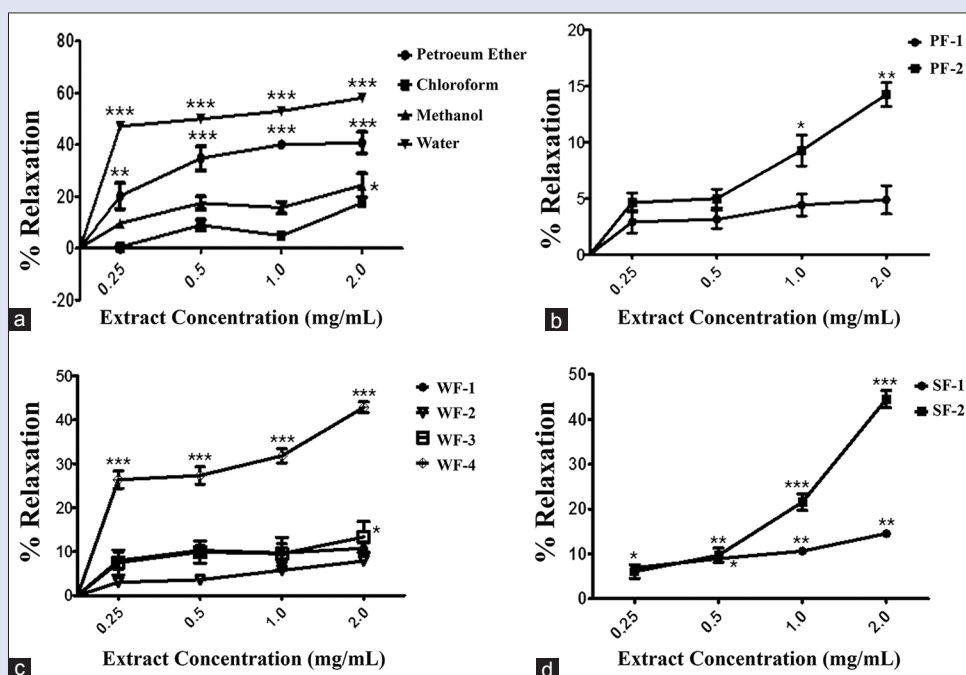 80
60
40
20
0
-20
% Relaxation
***
***
***
***
**
***
***
***
*
Petroeum Ether
Chloroform
Methanol
Water
0.25
0.5
1.0
2.0
Extract Concentration (mg/mL)
a
20
15
10
5
0
% Relaxation
*
**
PF-1
PF-2
0.25
0.5
1.0
2.0
Extract Concentration (mg/mL)
b
50
40
30
20
10
0
% Relaxation
***
***
***
***
*
WF-1
WF-2
WF-3
WF-4
0.25
0.5
1.0
2.0
Extract Concentration (mg/mL)
c
50
40
30
20
10
0
% Relaxation
*
**
*
***
**
***
**
SF-1
SF-2
0.25
0.5
1.0
2.0
Extract Concentration (mg/mL)
d